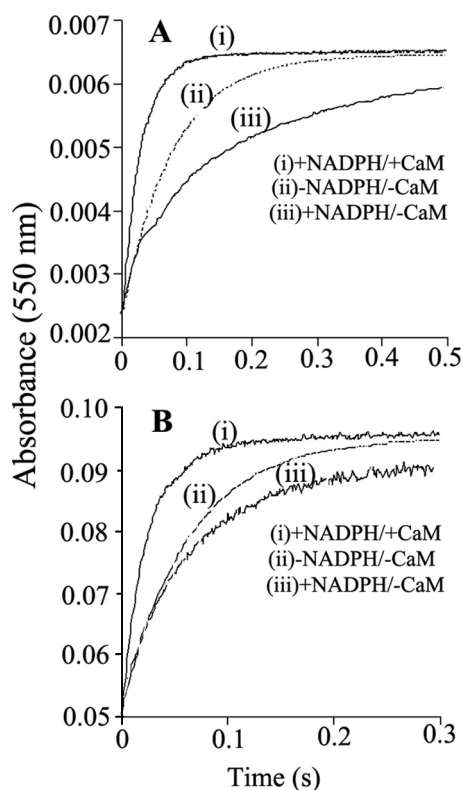 Absorbance (550 nm)
A
0.007
0.006
0.005
0.004
0.003
0.002
(i)
(ii)
(iii)
(i)+NADPH/+CaM
(ii)-NADPH/-CaM
(iii)+NADPH/-CaM
0 0.1 0.2 0.3 0.4 0.5
B
0.10
0.09
0.08
0.07
0.06
0.05
(i)
(ii)
(iii)
(i)+NADPH/+CaM
(ii)-NADPH/-CaM
(iii)+NADPH/-CaM
0 0.1 0.2 0.3
Time (s)